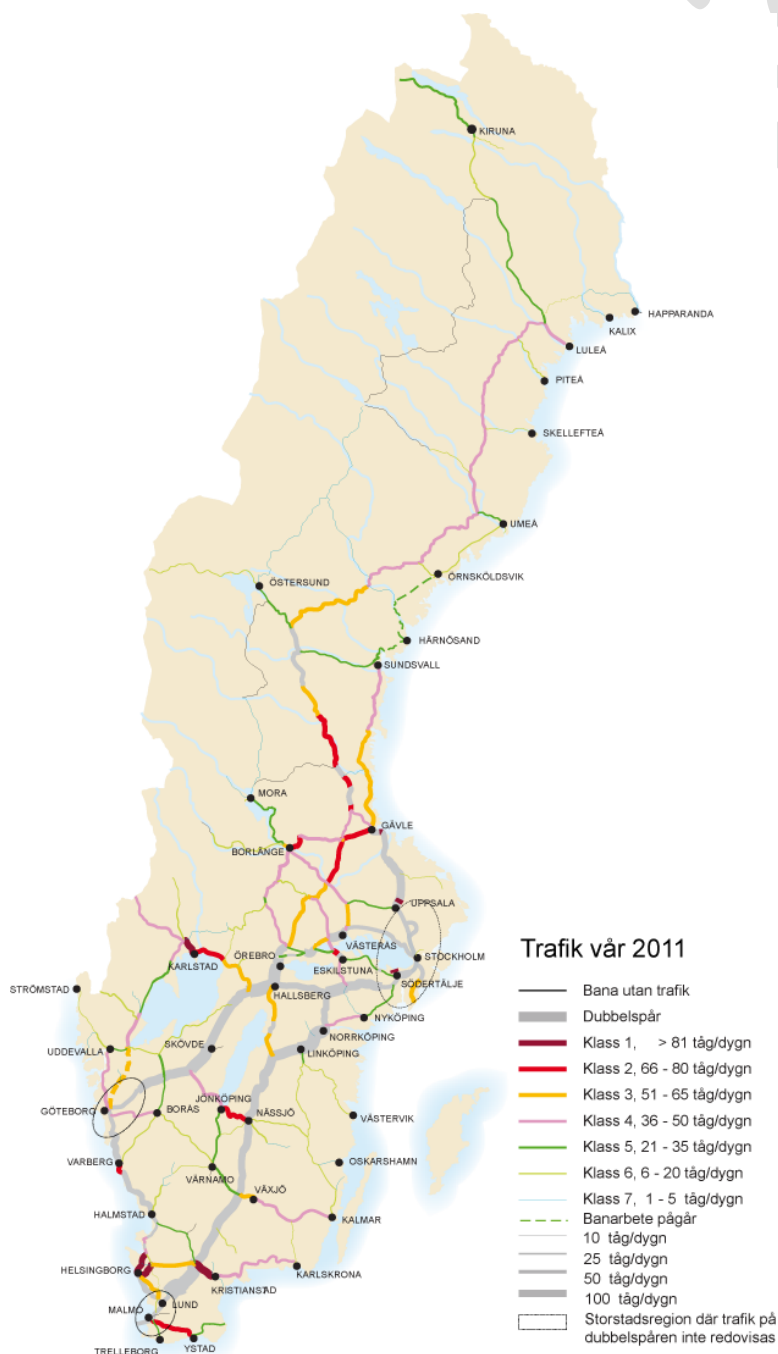 KIRUNA
HAPPARANDA
KALIX
LULEÅ
PITEÅ
SKELLEFTEÅ
UMEÅ
ÖRNSKÖLDSVIK
ÖSTERSUND
HÄRNÖSAND
SUNDSVALL
MORA
GÄVLE
BORLÄNGE
UPPSALA
VÄSTERÅS
KARLSTAD
ÖREBRO
STOCKHOLM
ESKILSTUNA
SÖDERTÄLJE
STRÖMSTAD
HALLSBERG
NYKÖPING
NORRKÖPING
UDDEVALLA
SKÖVDE
LINKÖPING
JÖNKÖPING
GÖTEBORG
BORÅS
NÄSSJÖ
VÄSTERVIK
VARBERG
OSKARSHAMN
VÄRNAMO
VÄXJÖ
HALMSTAD
KALMAR
HELSINGBORG
KARLSKRONA
KRISTIANSTAD
LUND
MALMÖ
TRELLEBORG
YSTAD
Trafik vår 2011
Bana utan trafik
Dubbelspår
Klass 1, > 81 tåg/dygn
Klass 2, 66 - 80 tåg/dygn
Klass 3, 51 - 65 tåg/dygn
Klass 4, 36 - 50 tåg/dygn
Klass 5, 21 - 35 tåg/dygn
Klass 6, 6 - 20 tåg/dygn
Klass 7, 1 - 5 tåg/dygn
Banarbete pågår
10 tåg/dygn
25 tåg/dygn
50 tåg/dygn
100 tåg/dygn
Storstadsregion där trafik på
dubbelspåren inte redovisas